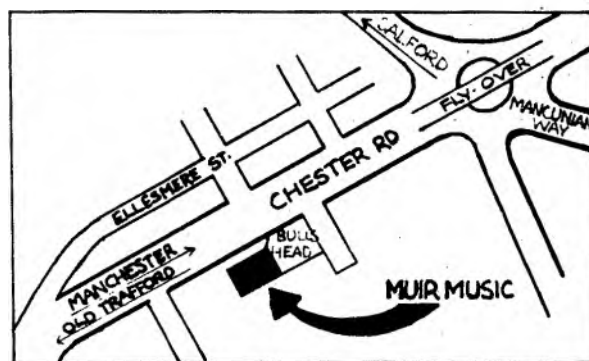 SALFORD
FLY-OVER
MANCUNIAN
WAY
ELLESMERE ST.
CHESTER RD
MANCHESTER
OLD TRAFFORD
BULLS
HEAD
MUIR MUSIC